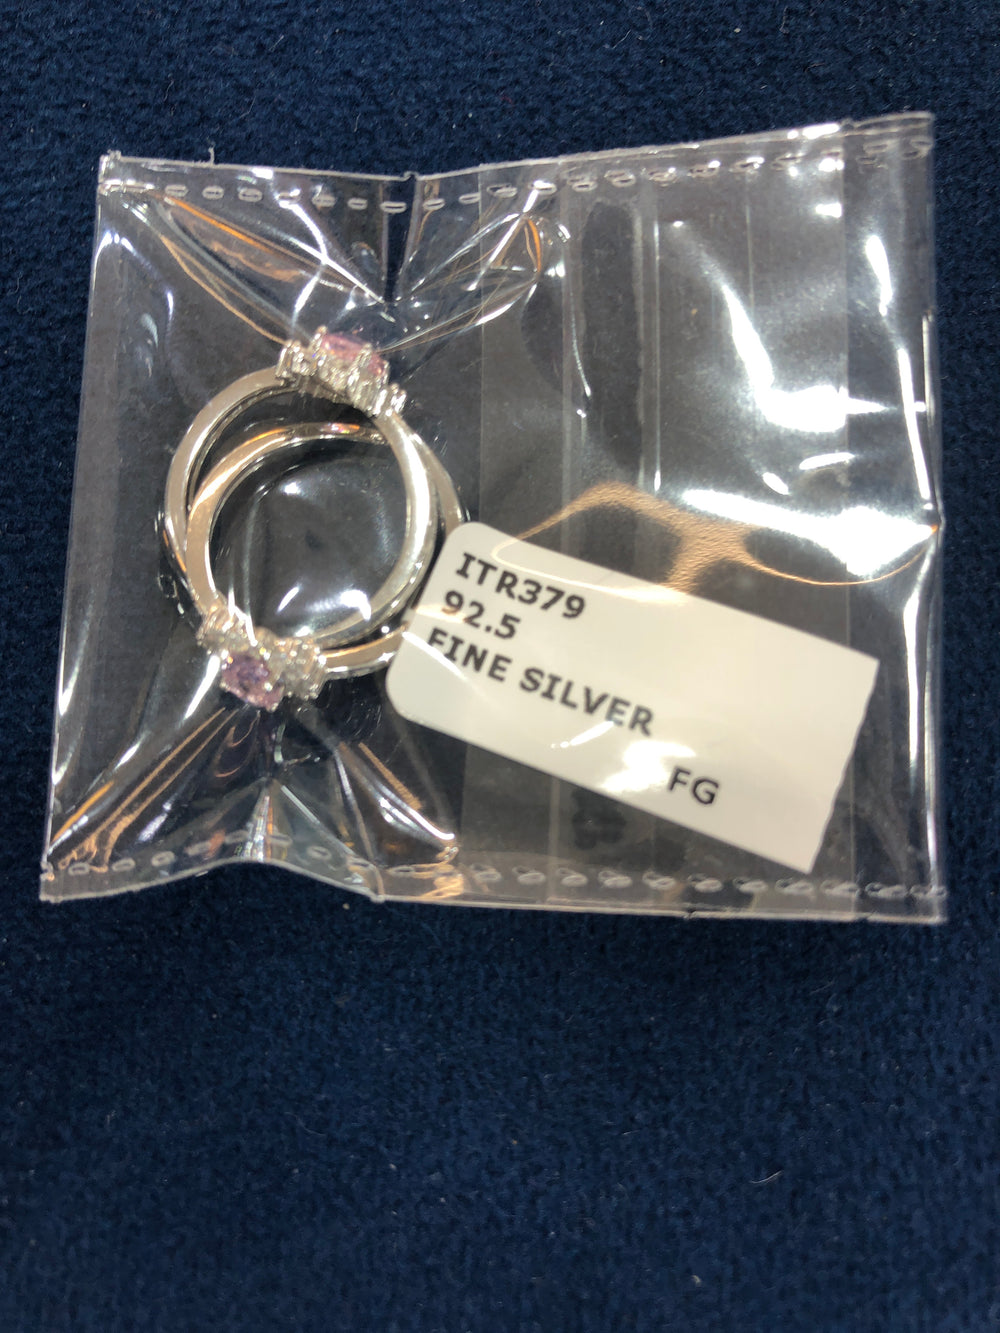 ITR379
92.5
FINE SILVER
FG